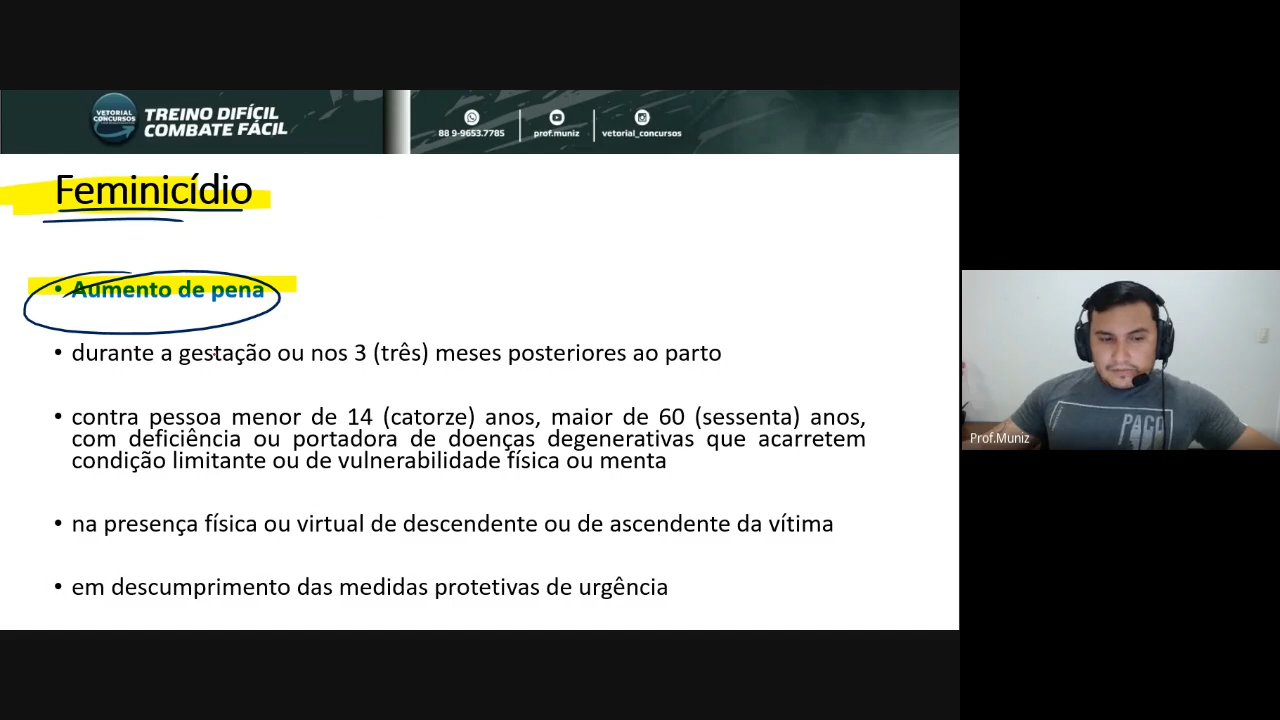 VETORIAL
CONCURSOS
TREINO DIFÍCIL
COMBATE FÁCIL
88 9-9653.7785
prof.muniz
vetorial_concursos
Feminicídio
• Aumento de pena
• durante a gestação ou nos 3 (três) meses posteriores ao parto
• contra pessoa menor de 14 (catorze) anos, maior de 60 (sessenta) anos,
com deficiência ou portadora de doenças degenerativas que acarretem
condição limitante ou de vulnerabilidade física ou menta
• na presença física ou virtual de descendente ou de ascendente da vítima
• em descumprimento das medidas protetivas de urgência
Prof.Muniz